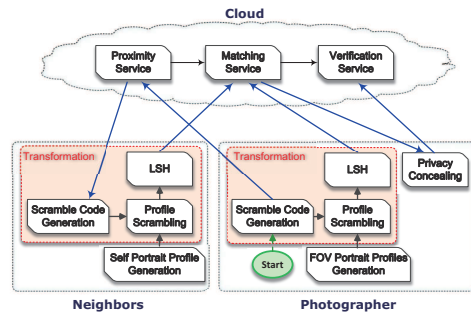 Cloud
Proximity
Service
Matching
Service
Verification
Service
Transformation
LSH
Scramble Code
Generation
Profile
Scrambling
Self Portrait Profile
Generation
Neighbors
Transformation
LSH
Privacy
Concealing
Scramble Code
Generation
Profile
Scrambling
Start
FOV Portrait Profiles
Generation
Photographer